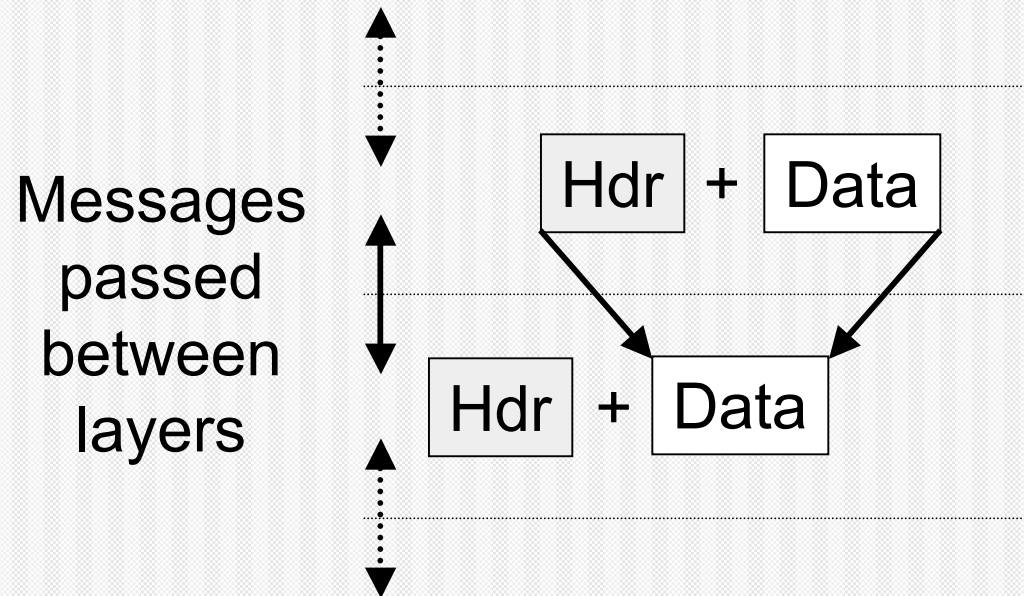 Messages
passed
between
layers
Hdr + Data
Hdr + Data